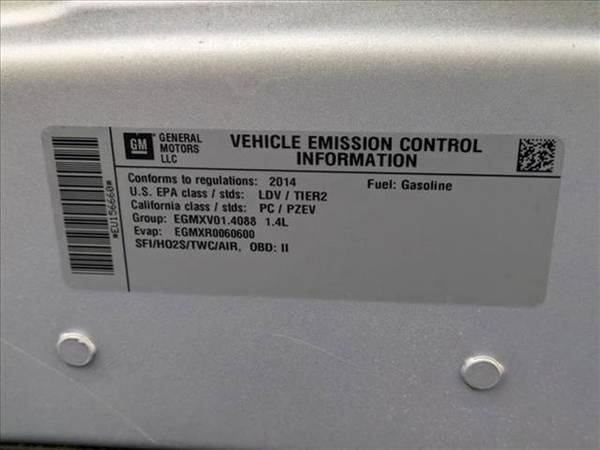 *EU156660*
GM
GENERAL
MOTORS
LLC
VEHICLE EMISSION CONTROL
INFORMATION
Conforms to regulations: 2014 Fuel: Gasoline
U.S. EPA class / stds: LDV / TIER2
California class / stds: PC / PZEV
Group: EGMXV01.4088 1.4L
Evap: EGMXR0060600
SFI/HO2S/TWC/AIR, OBD: II